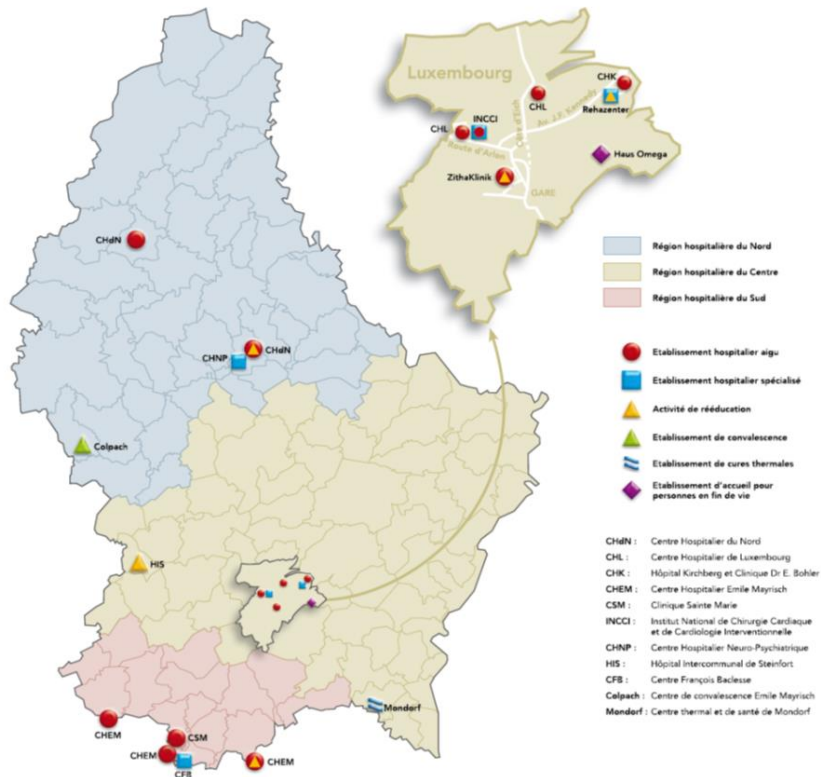 Luxembourg
CHK
CHL
Rehazenter
Av. J.F. Kennedy
Côte d'Eich
CHL
INCCI
Route d'Arlon
Haus Omega
ZithaKlinik
GARE
CHdN
CHdN
CHNP
Colpach
HIS
Mondorf
CHEM
CSM
CHEM
CFB
CHEM
Région hospitalière du Nord
Région hospitalière du Centre
Région hospitalière du Sud
Etablissement hospitalier aigu
Etablissement hospitalier spécialisé
Activité de rééducation
Etablissement de convalescence
Etablissement de cures thermales
Etablissement d'accueil pour
personnes en fin de vie
CHdN : Centre Hospitalier du Nord
CHL : Centre Hospitalier de Luxembourg
CHK : Hôpital Kirchberg et Clinique Dr E. Bohler
CHEM : Centre Hospitalier Emile Mayrisch
CSM : Clinique Sainte Marie
INCCI : Institut National de Chirurgie Cardiaque
et de Cardiologie Interventionnelle
CHNP : Centre Hospitalier Neuro-Psychiatrique
HIS : Hôpital Intercommunal de Steinfort
CFB : Centre François Baclesse
Colpach : Centre de convalescence Emile Mayrisch
Mondorf : Centre thermal et de santé de Mondorf